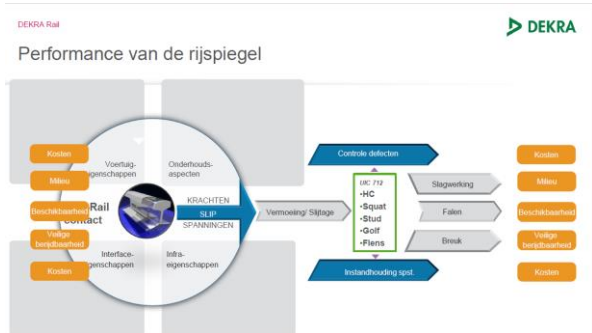 DEKRA Rail
DEKRA
Performance van de rijspiegel
Kosten
Milieu
Beschikbaarheid
Veilige
berijdbaarheid
Kosten
Voertuig-
eigenschappen
Onderhouds-
aspecten
Rail
contact
KRACHTEN
SLIP
SPANNINGEN
Interface-
eigenschappen
Infra-
eigenschappen
Vermoeing/ Slijtage
Controle defecten
UIC 712
•HC
•Squat
•Stud
•Golf
•Flens
Instandhouding spst.
Slagwerking
Falen
Breuk
Kosten
Milieu
Beschikbaarheid
Veilige
berijdbaarheid
Kosten